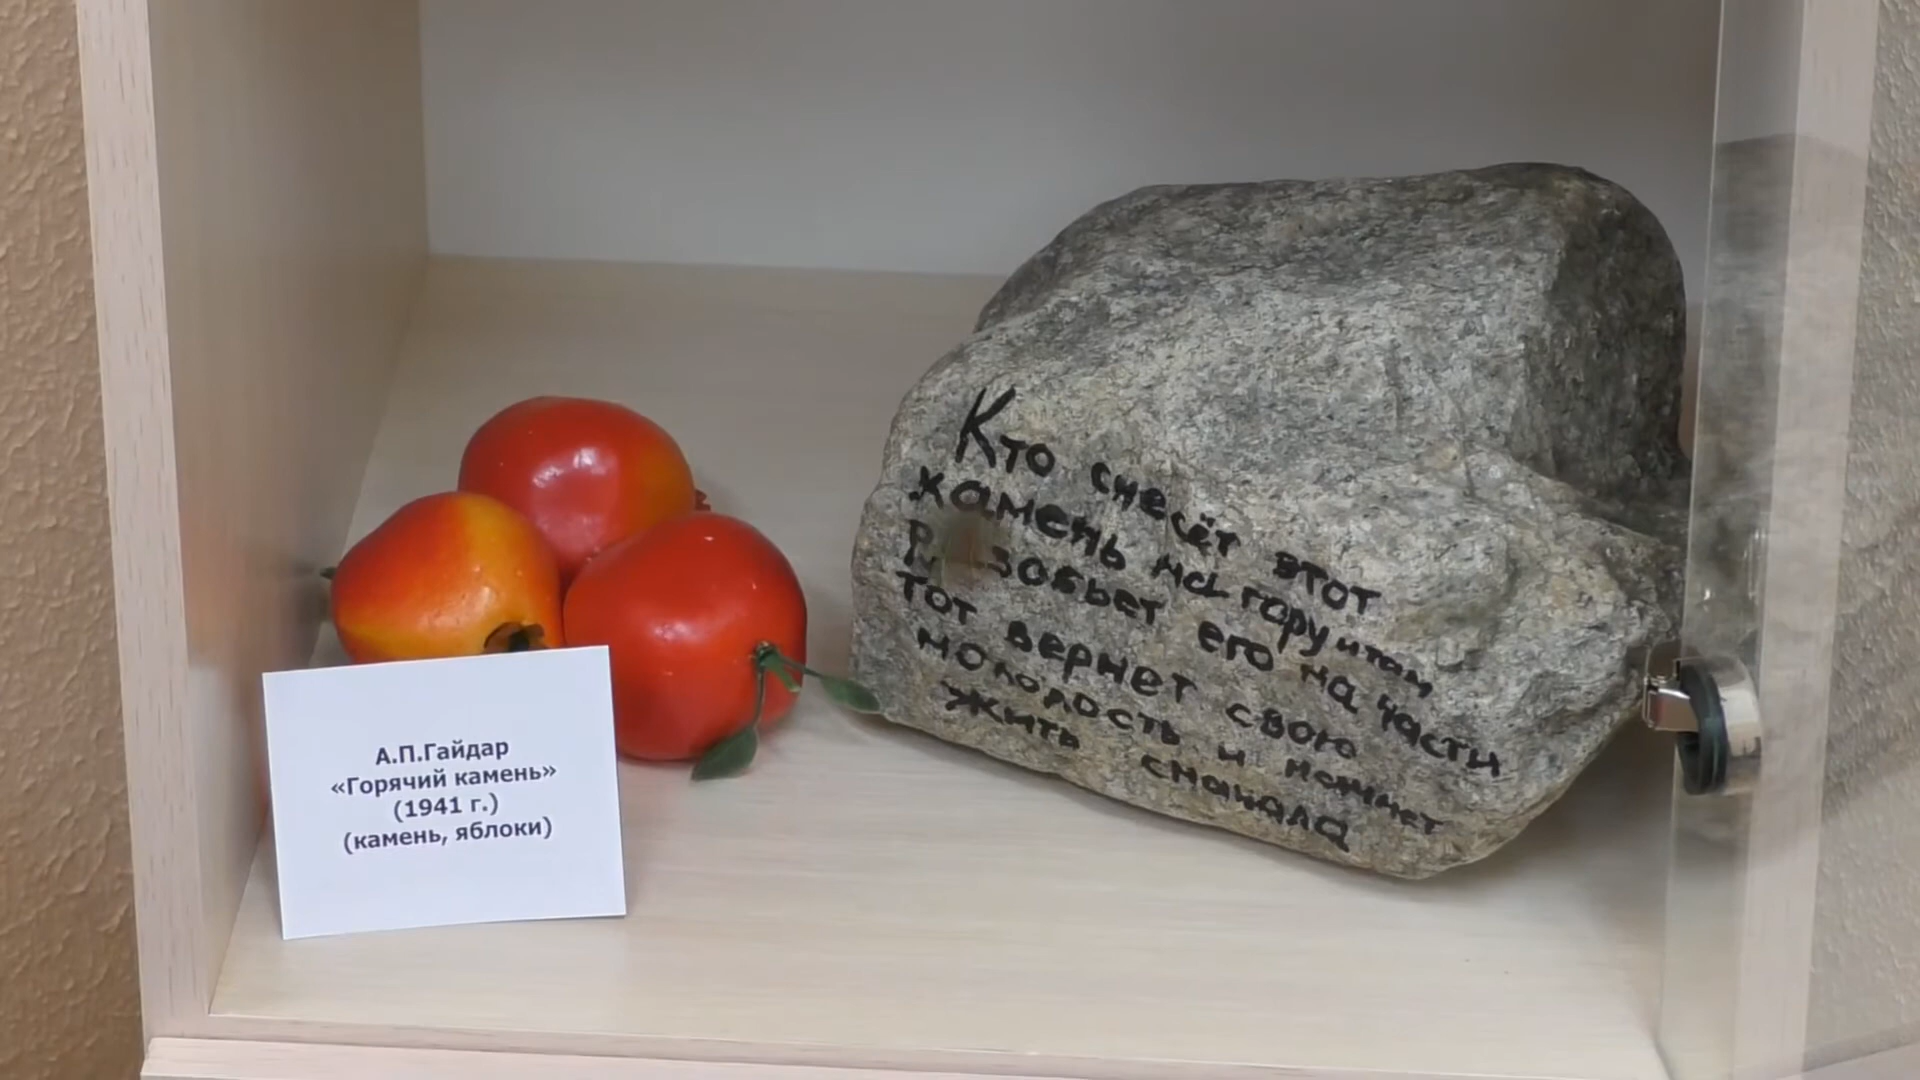 А.П.Гайдар
«Горячий камень»
(1941 г.)
(камень, яблоки)
Кто снесёт этот
камень на гору и там
Разобьет его на части
тот вернет свою
молодость и начнет
жить сначала